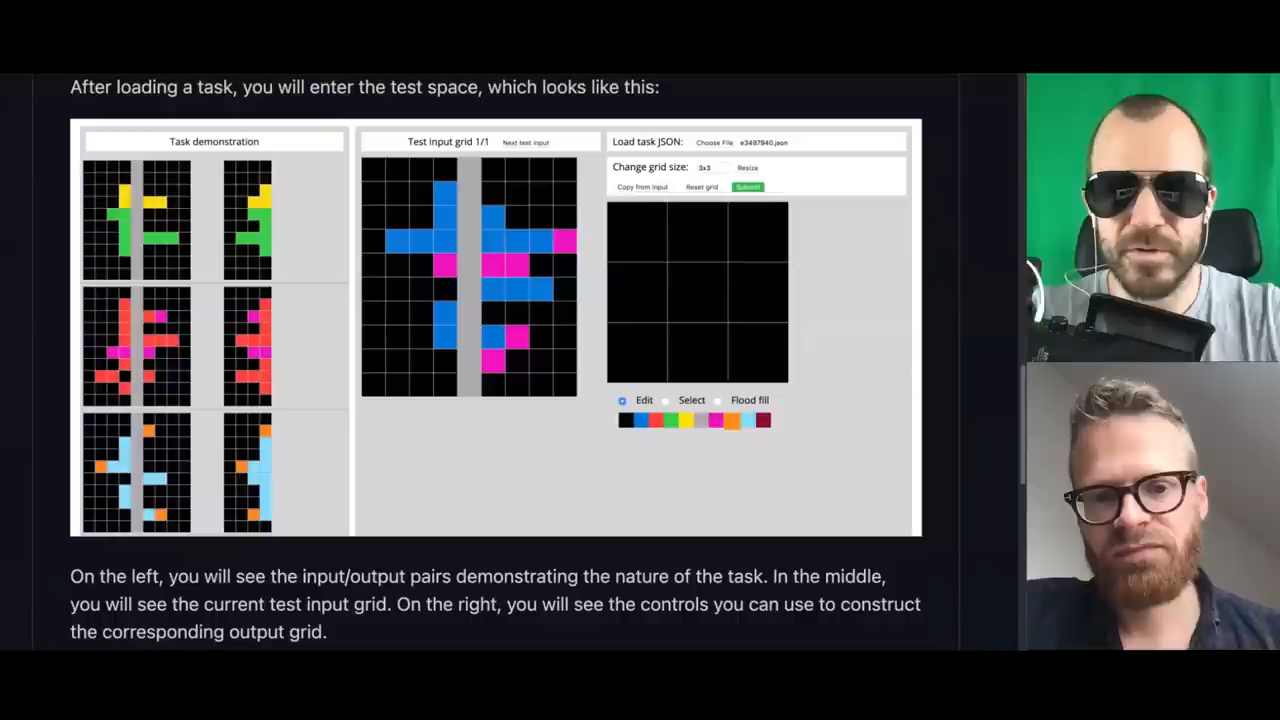 After loading a task, you will enter the test space, which looks like this:
Task demonstration
Test input grid 1/1 Next test input
Load task JSON: Choose File e3497940.json
Change grid size: 3x3 Resize
Copy from input Reset grid Submit!
Edit Select Flood fill
On the left, you will see the input/output pairs demonstrating the nature of the task. In the middle,
you will see the current test input grid. On the right, you will see the controls you can use to construct
the corresponding output grid.